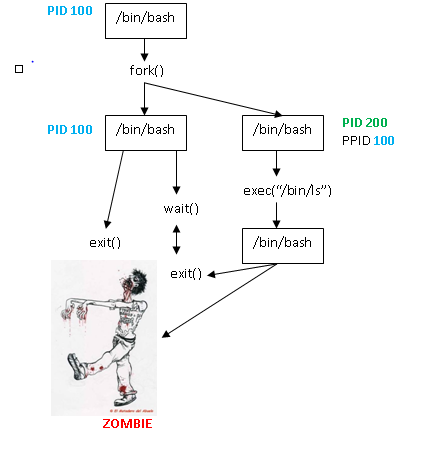 PID 100
/bin/bash
fork()
PID 100
/bin/bash
/bin/bash
PID 200
PPID 100
exec("/bin/ls")
wait()
exit()
/bin/bash
exit()
ZOMBIE